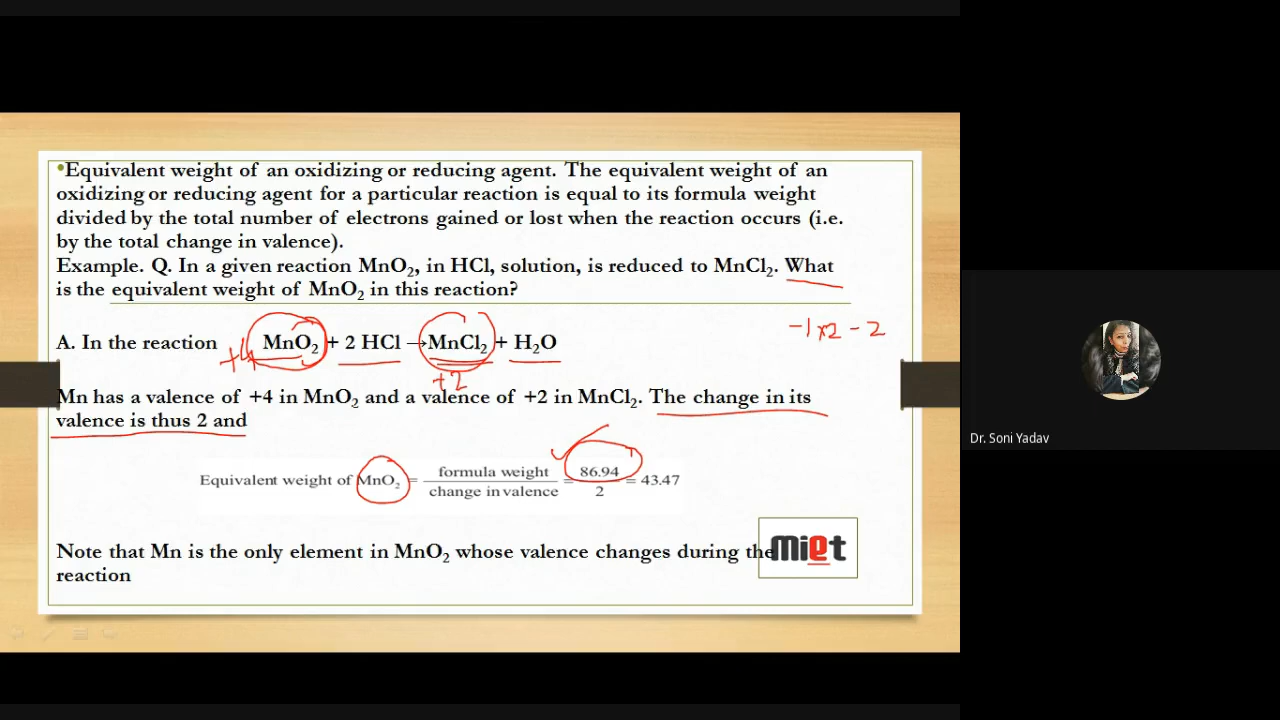 •Equivalent weight of an oxidizing or reducing agent. The equivalent weight of an
oxidizing or reducing agent for a particular reaction is equal to its formula weight
divided by the total number of electrons gained or lost when the reaction occurs (i.e.
by the total change in valence).
Example. Q. In a given reaction MnO₂, in HCl, solution, is reduced to MnCl₂. What
is the equivalent weight of MnO₂ in this reaction?
-1x2 - 2
A. In the reaction MnO₂ + 2 HCl →MnCl₂ + H₂O
+4
+2
Mn has a valence of +4 in MnO₂ and a valence of +2 in MnCl₂. The change in its
valence is thus 2 and
Equivalent weight of MnO₂ = formula weight / change in valence = 86.94 / 2 = 43.47
Note that Mn is the only element in MnO₂ whose valence changes during the
reaction
miet
Dr. Soni Yadav